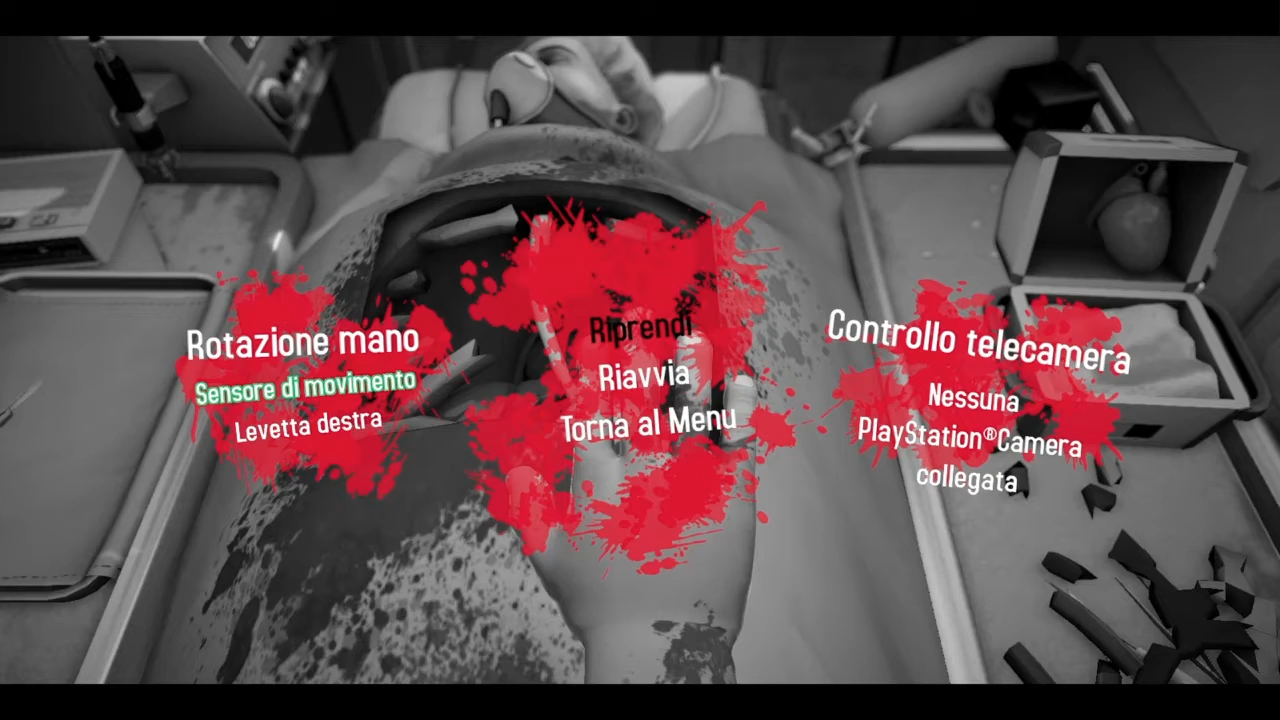 Rotazione mano
Sensore di movimento
Levetta destra
Riprendi
Riavvia
Torna al Menu
Controllo telecamera
Nessuna
PlayStation®Camera
collegata